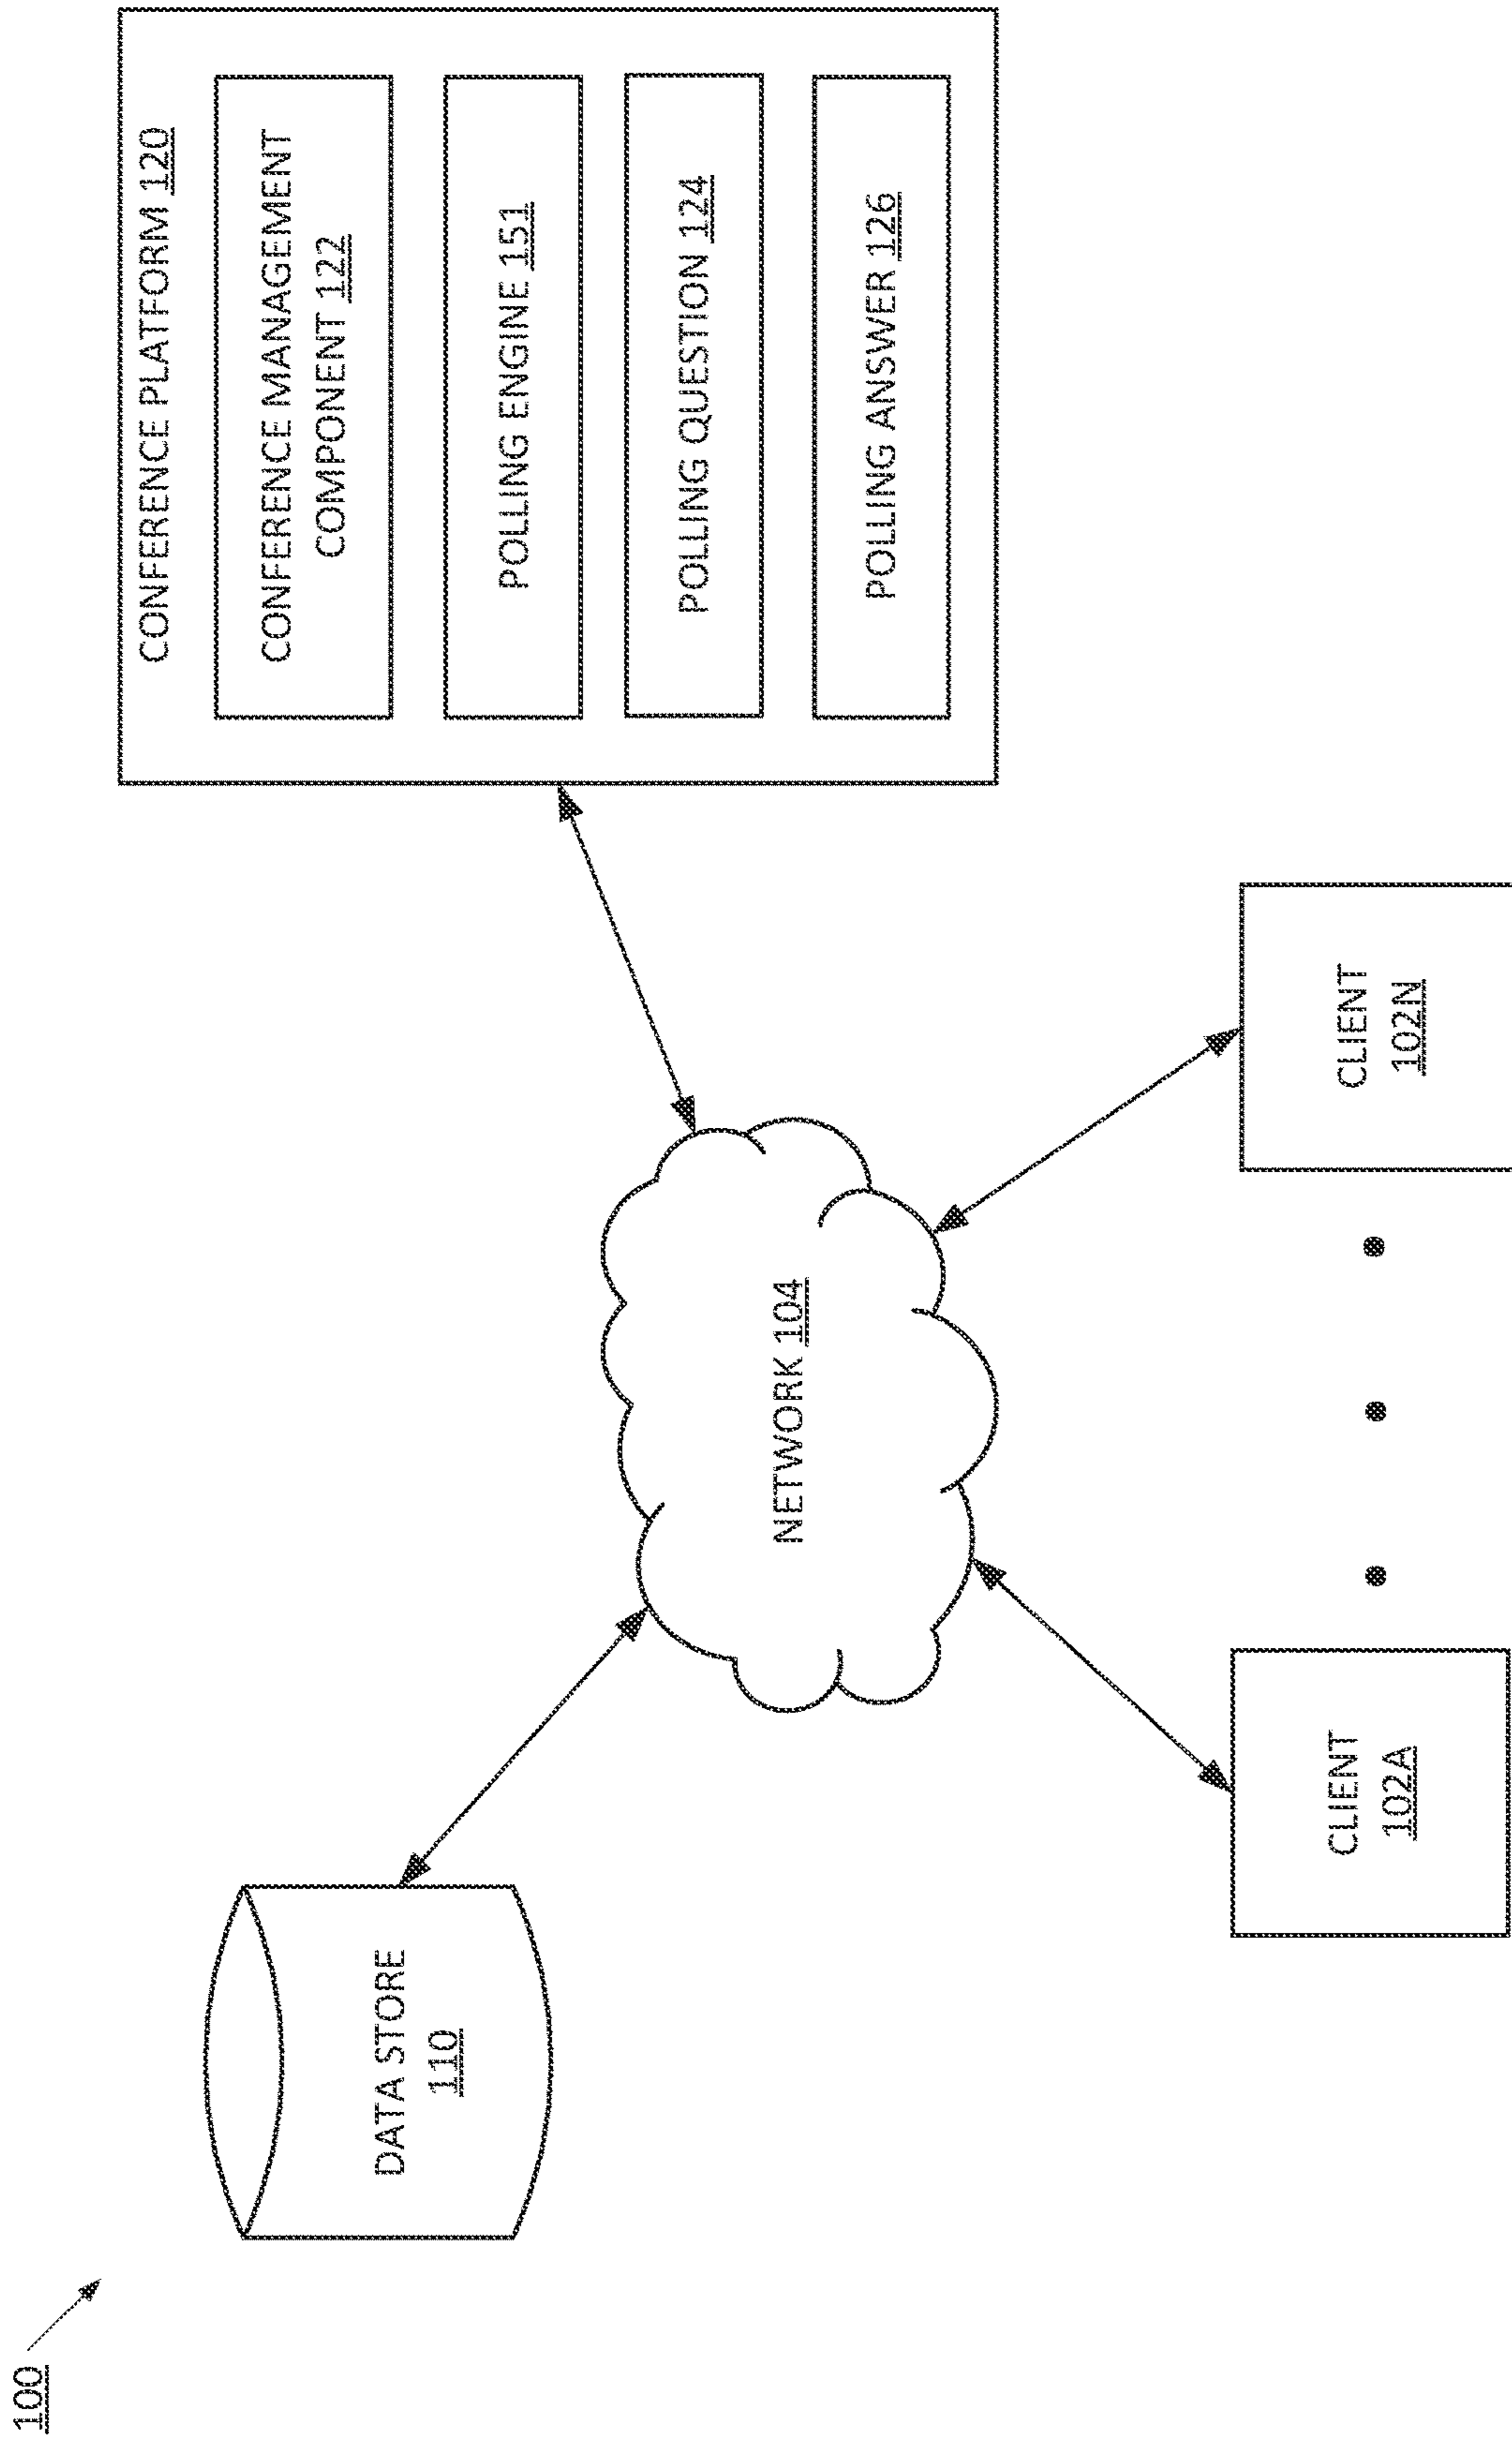 100
CONFERENCE PLATFORM 120
CONFERENCE MANAGEMENT
COMPONENT 122
POLLING ENGINE 151
POLLING QUESTION 124
POLLING ANSWER 126
DATA STORE
110
NETWORK 104
CLIENT
102A
CLIENT
102N